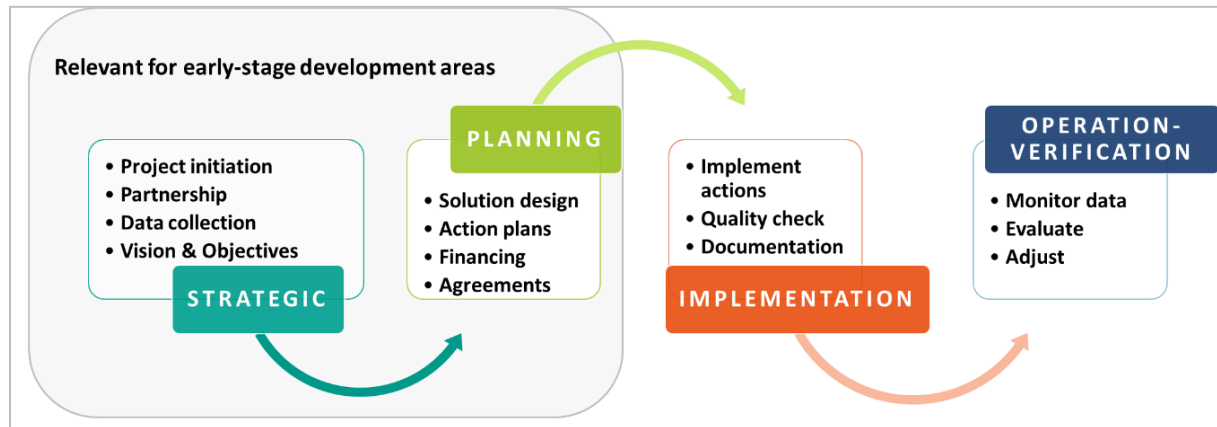 Relevant for early-stage development areas
• Project initiation
• Partnership
• Data collection
• Vision & Objectives
STRATEGIC
PLANNING
• Solution design
• Action plans
• Financing
• Agreements
• Implement
actions
• Quality check
• Documentation
IMPLEMENTATION
OPERATION-
VERIFICATION
• Monitor data
• Evaluate
• Adjust